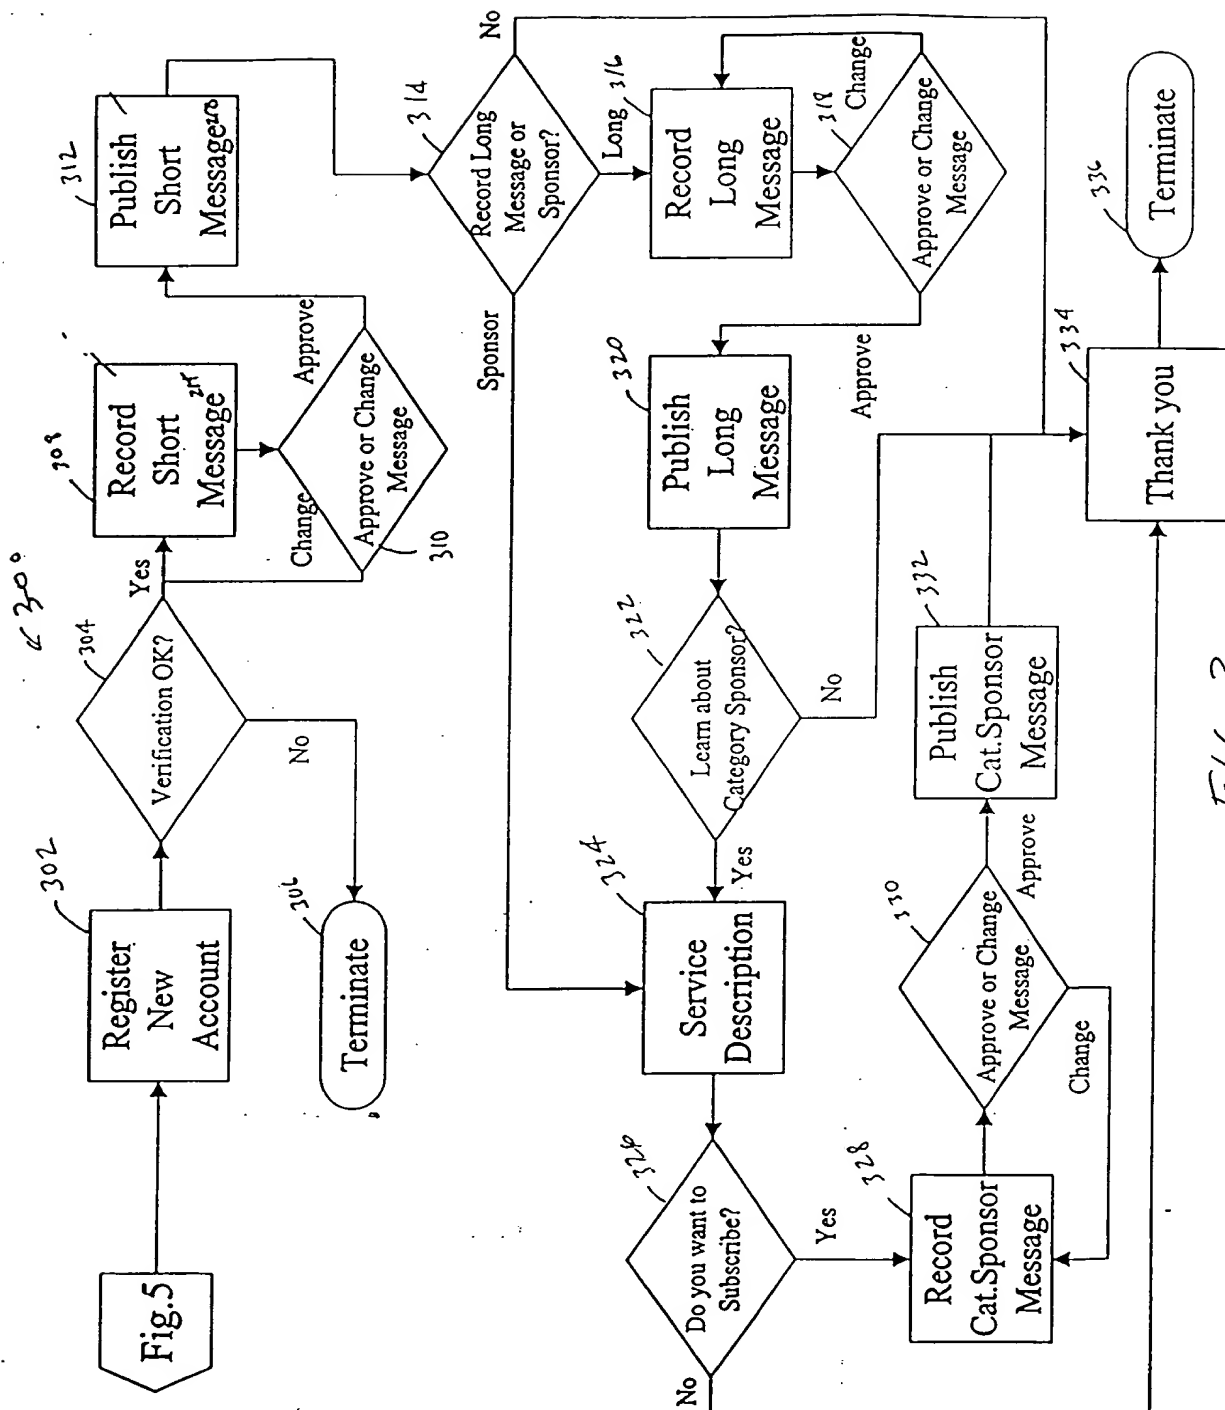 300
Fig.5
302
Register
New
Account
304
Verification OK?
Yes
No
306
Terminate
308
Record
Short
Message
310
Approve or Change
Message
Change
Approve
312
Publish
Short
Message
314
Record Long
Message or
Sponsor?
No
Sponsor
Long
316
Record
Long
Message
318
Approve or Change
Message
Change
Approve
320
Publish
Long
Message
322
Learn about
Category Sponsor?
No
Yes
324
Service
Description
326
Do you want to
Subscribe?
No
Yes
328
Record
Cat.Sponsor
Message
330
Approve or Change
Message
Change
Approve
332
Publish
Cat.Sponsor
Message
334
Thank you
336
Terminate